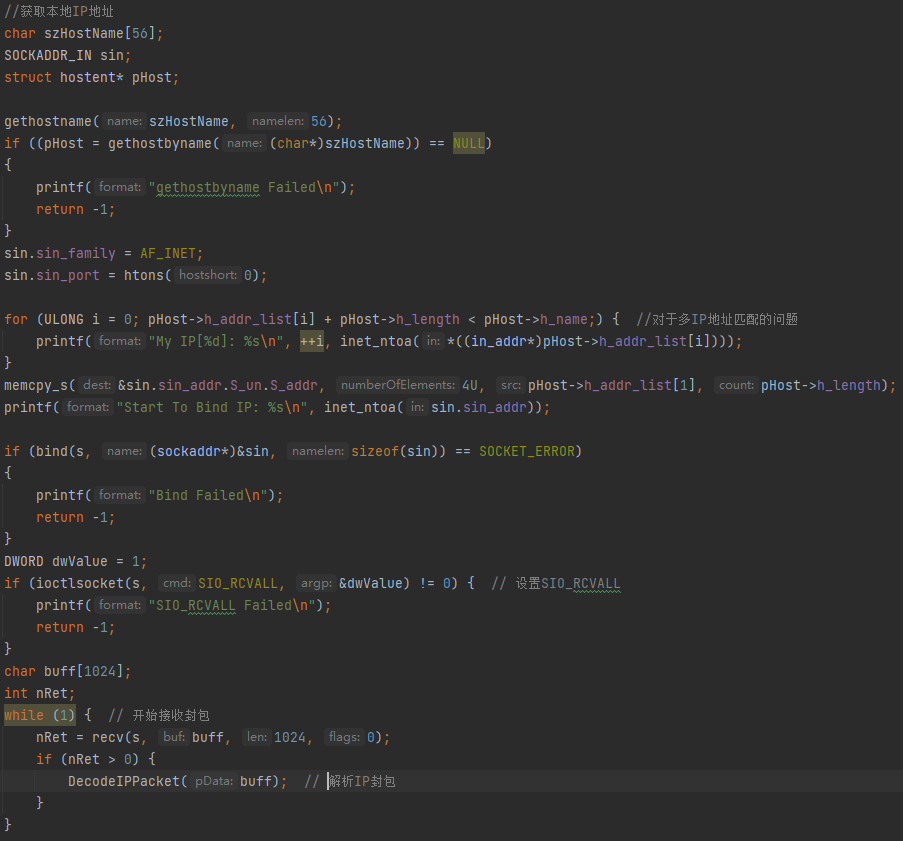 //获取本地IP地址
char szHostName[56];
SOCKADDR_IN sin;
struct hostent* pHost;
gethostname( name: szHostName, namelen: 56);
if ((pHost = gethostbyname( name: (char*)szHostName)) == NULL)
{
printf( format: "gethostbyname Failed\n");
return -1;
}
sin.sin_family = AF_INET;
sin.sin_port = htons( hostshort: 0);
for (ULONG i = 0; pHost->h_addr_list[i] + pHost->h_length < pHost->h_name;) { //对于多IP地址匹配的问题
printf( format: "My IP[%d]: %s\n", ++i, inet_ntoa( in: *((in_addr*)pHost->h_addr_list[i])));
}
memcpy_s( dest: &sin.sin_addr.S_un.S_addr, numberOfElements: 4U, src: pHost->h_addr_list[1], count: pHost->h_length);
printf( format: "Start To Bind IP: %s\n", inet_ntoa( in: sin.sin_addr));
if (bind(s, name: (sockaddr*)&sin, namelen: sizeof(sin)) == SOCKET_ERROR)
{
printf( format: "Bind Failed\n");
return -1;
}
DWORD dwValue = 1;
if (ioctlsocket(s, cmd: SIO_RCVALL, argp: &dwValue) != 0) { // 设置SIO_RCVALL
printf( format: "SIO_RCVALL Failed\n");
return -1;
}
char buff[1024];
int nRet;
while (1) { // 开始接收封包
nRet = recv(s, buf: buff, len: 1024, flags: 0);
if (nRet > 0) {
DecodeIPPacket( pData: buff); // 解析IP封包
}
}